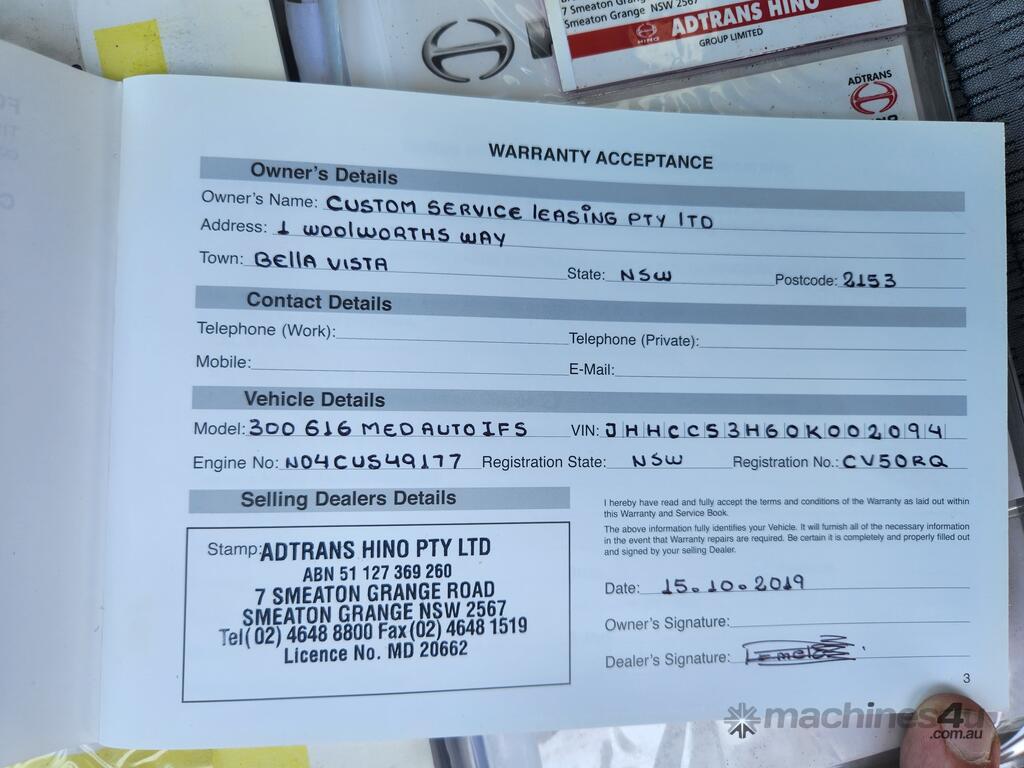 7 Smeaton Grange
Smeaton Grange NSW 2567
HINO
ADTRANS HINO
GROUP LIMITED
ADTRANS
WARRANTY ACCEPTANCE
Owner's Details
Owner's Name: CUSTOM SERVICE LEASING PTY LTD
Address: 1 WOOLWORTHS WAY
Town: BELLA VISTA State: NSW Postcode: 2153
Contact Details
Telephone (Work): Telephone (Private):
Mobile: E-Mail:
Vehicle Details
Model: 300 616 MED AUTO IFS VIN: JHHCCS3H60K002094
Engine No: N04CUS49177 Registration State: NSW Registration No.: CV50RQ
Selling Dealers Details
Stamp: ADTRANS HINO PTY LTD
ABN 51 127 369 260
7 SMEATON GRANGE ROAD
SMEATON GRANGE NSW 2567
Tel(02) 4648 8800 Fax(02) 4648 1519
Licence No. MD 20662
I hereby have read and fully accept the terms and conditions of the Warranty as laid out within
this Warranty and Service Book.
The above information fully identifies your Vehicle. It will furnish all of the necessary information
in the event that Warranty repairs are required. Be certain it is completely and properly filled out
and signed by your selling Dealer.
Date: 15.10.2019
Owner's Signature:
Dealer's Signature:
3
machines4u
.com.au